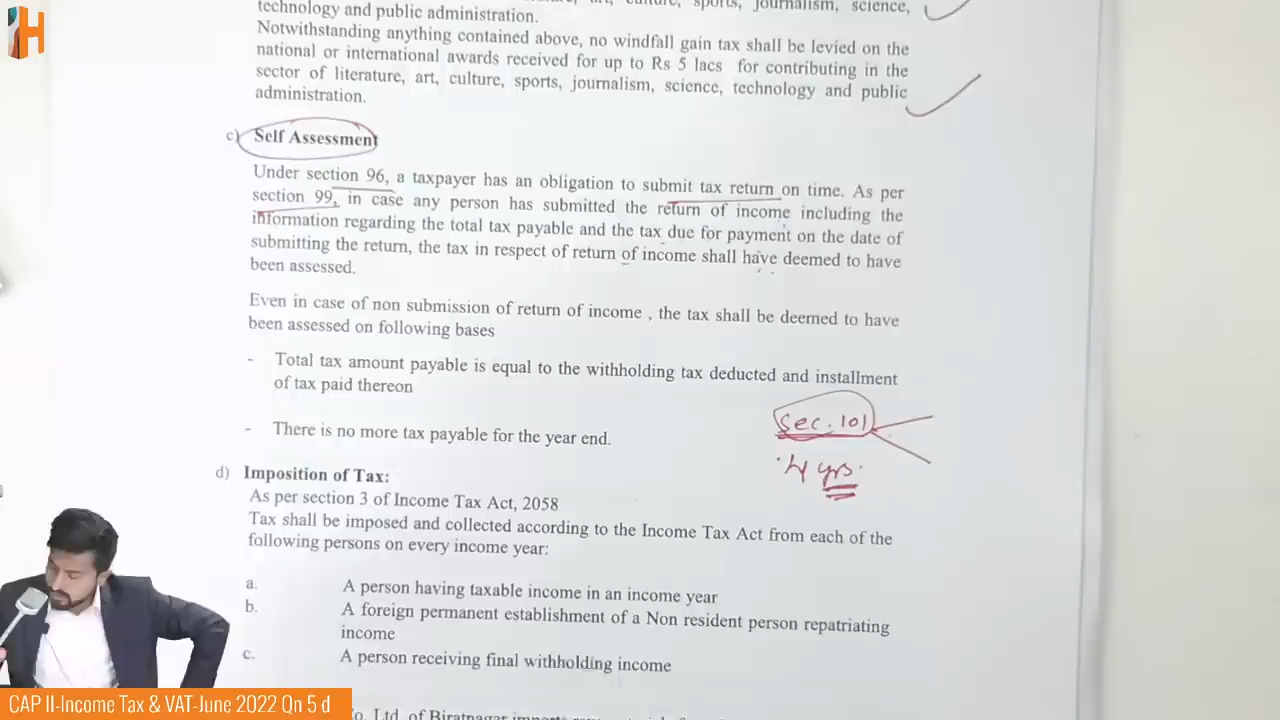 H
technology and public administration.
sports, journalism, science,
Notwithstanding anything contained above, no windfall gain tax shall be levied on the
national or international awards received for up to Rs 5 lacs for contributing in the
sector of literature, art, culture, sports, journalism, science, technology and public
administration.
c) Self Assessment
Under section 96, a taxpayer has an obligation to submit tax return on time. As per
section 99, in case any person has submitted the return of income including the
information regarding the total tax payable and the tax due for payment on the date of
submitting the return, the tax in respect of return of income shall have deemed to have
been assessed.
Even in case of non submission of return of income , the tax shall be deemed to have
been assessed on following bases
- Total tax amount payable is equal to the withholding tax deducted and installment
of tax paid thereon
- There is no more tax payable for the year end.
Sec. 101
4 yrs.
d) Imposition of Tax:
As per section 3 of Income Tax Act, 2058
Tax shall be imposed and collected according to the Income Tax Act from each of the
following persons on every income year:
a. A person having taxable income in an income year
b. A foreign permanent establishment of a Non resident person repatriating
income
c. A person receiving final withholding income
CAP II-Income Tax & VAT-June 2022 Qn 5 d
Ltd. of Biratnagar